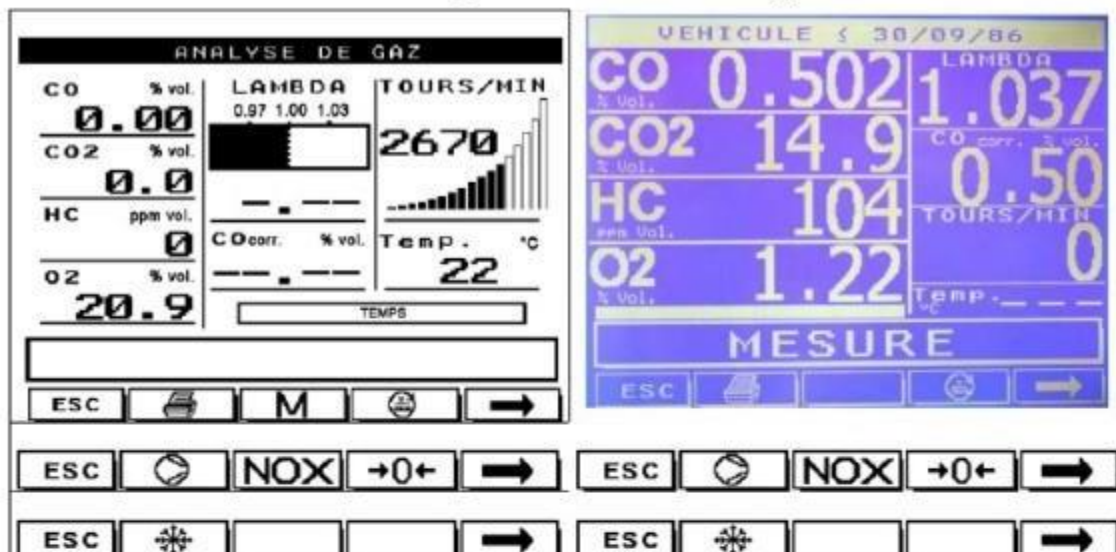 ANALYSE DE GAZ
CO % vol.
0.00
CO2 % vol.
0.0
HC ppm vol.
0
O2 % vol.
20.9
LAMBDA
0.97 1.00 1.03
-.--
COcorr. % vol.
--.--
TOURS/MIN
2670
Temp. °C
22
TEMPS
ESC M
VEHICULE ≤ 30/09/86
CO % Vol. 0.502
CO2 % Vol. 14.9
HC ppm Vol. 104
O2 % Vol. 1.22
LAMBDA
1.037
CO corr. % vol.
0.50
TOURS/MIN
0
Temp. °C ---
MESURE
ESC
ESC NOX →0←
ESC NOX →0←
ESC
ESC